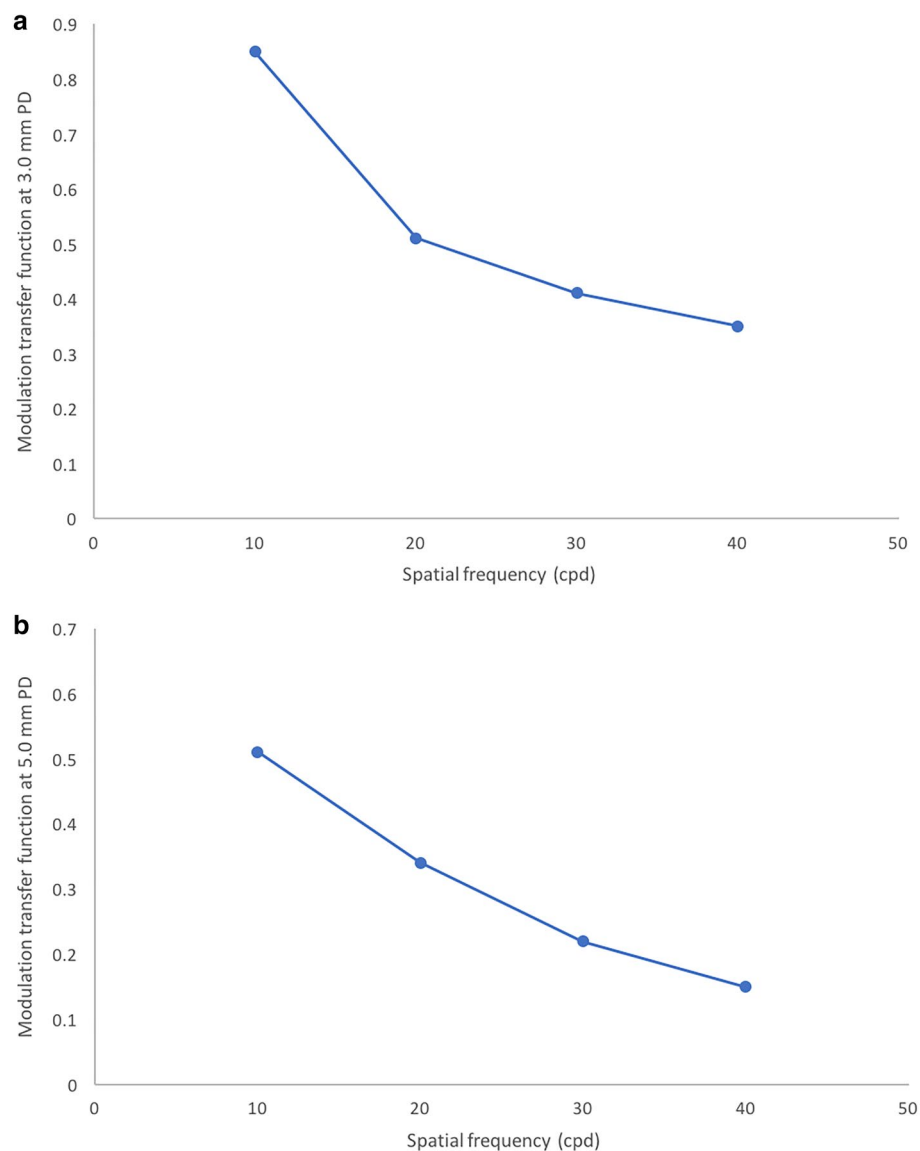 a
Modulation transfer function at 3.0 mm PD
0.9
0.8
0.7
0.6
0.5
0.4
0.3
0.2
0.1
0
0 10 20 30 40 50
Spatial frequency (cpd)
b
Modulation transfer function at 5.0 mm PD
0.7
0.6
0.5
0.4
0.3
0.2
0.1
0
0 10 20 30 40 50
Spatial frequency (cpd)